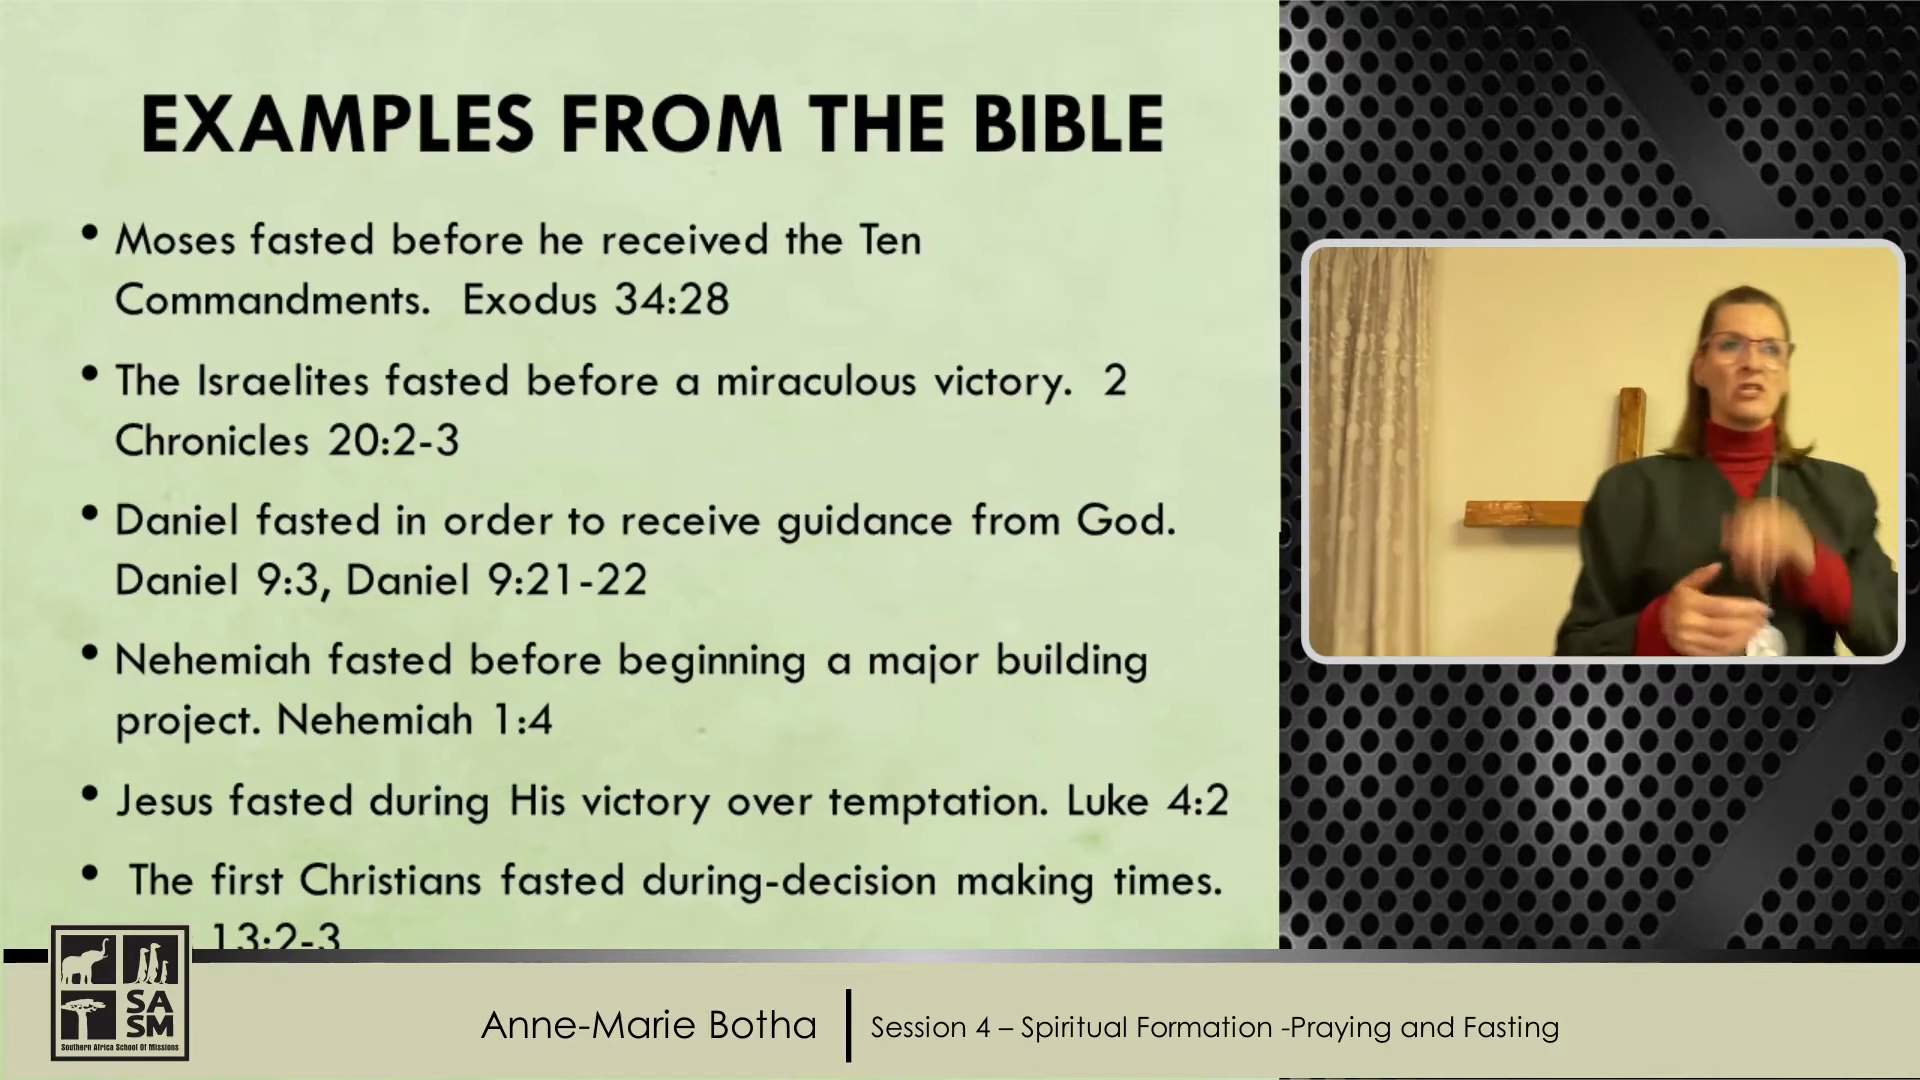 EXAMPLES FROM THE BIBLE
• Moses fasted before he received the Ten
Commandments. Exodus 34:28
• The Israelites fasted before a miraculous victory. 2
Chronicles 20:2-3
• Daniel fasted in order to receive guidance from God.
Daniel 9:3, Daniel 9:21-22
• Nehemiah fasted before beginning a major building
project. Nehemiah 1:4
• Jesus fasted during His victory over temptation. Luke 4:2
• The first Christians fasted during-decision making times.
13:2-3
SA
SM
Southern Africa School Of Missions
Anne-Marie Botha
Session 4 – Spiritual Formation -Praying and Fasting